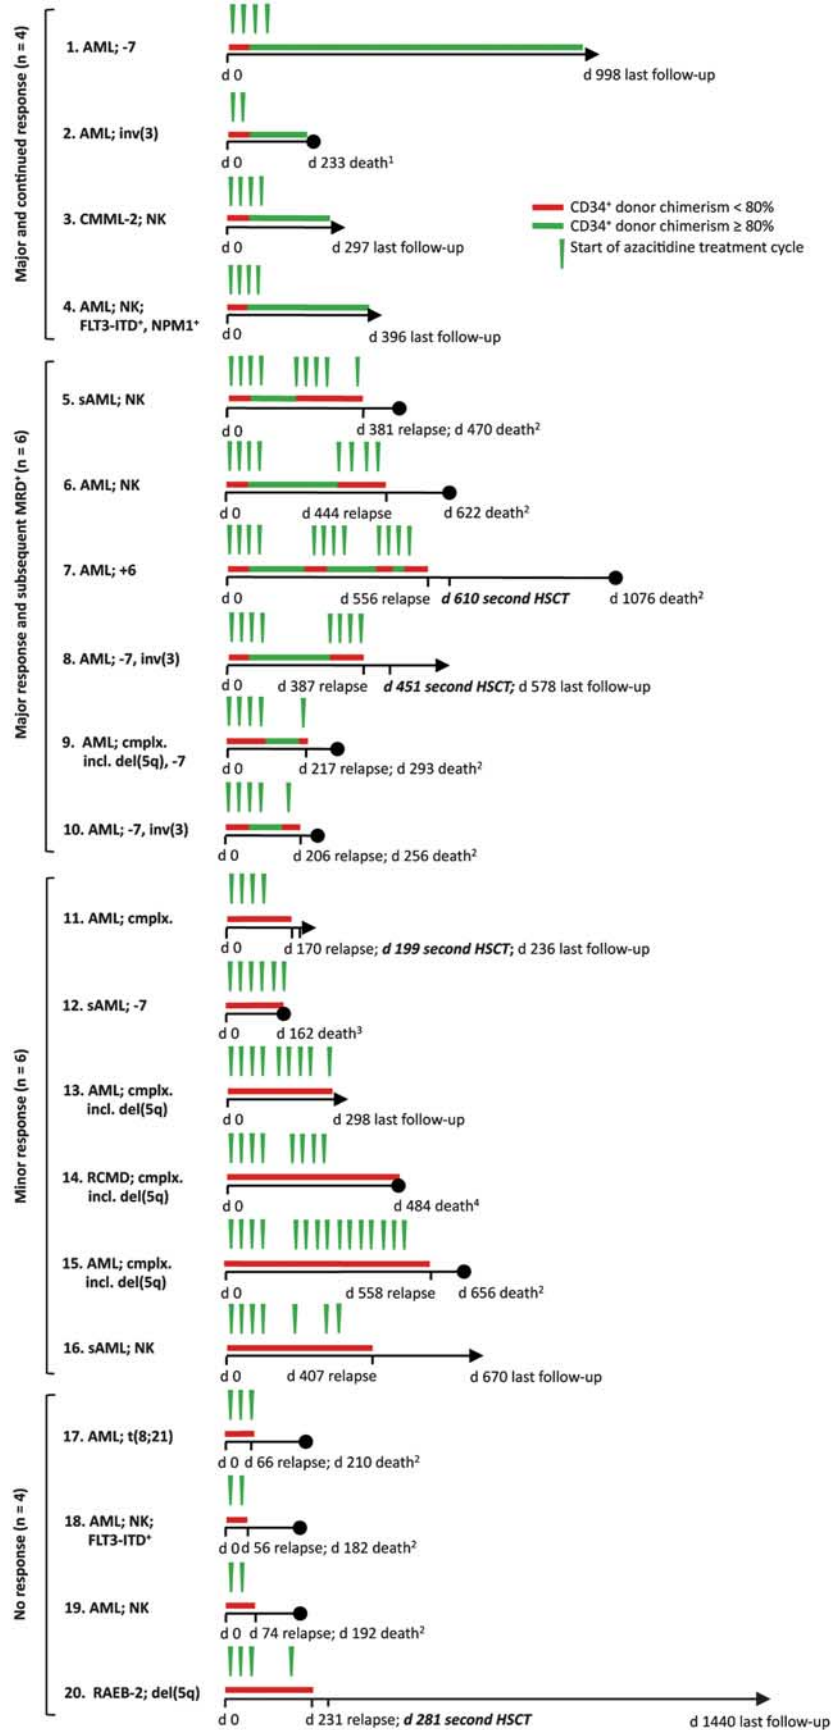 Major and continued response (n = 4)
1. AML; -7
d 0
d 998 last follow-up
2. AML; inv(3)
d 0
d 233 death¹
CD34⁺ donor chimerism < 80%
CD34⁺ donor chimerism ≥ 80%
Start of azacitidine treatment cycle
3. CMML-2; NK
d 0
d 297 last follow-up
4. AML; NK;
FLT3-ITD⁺, NPM1⁺
d 0
d 396 last follow-up
Major response and subsequent MRD⁺ (n = 6)
5. sAML; NK
d 0
d 381 relapse; d 470 death²
6. AML; NK
d 0
d 444 relapse
d 622 death²
7. AML; +6
d 0
d 556 relapse
d 610 second HSCT
d 1076 death²
8. AML; -7, inv(3)
d 0
d 387 relapse
d 451 second HSCT; d 578 last follow-up
9. AML; cmplx.
incl. del(5q), -7
d 0
d 217 relapse; d 293 death²
10. AML; -7, inv(3)
d 0
d 206 relapse; d 256 death²
Minor response (n = 6)
11. AML; cmplx.
d 0
d 170 relapse; d 199 second HSCT; d 236 last follow-up
12. sAML; -7
d 0
d 162 death³
13. AML; cmplx.
incl. del(5q)
d 0
d 298 last follow-up
14. RCMD; cmplx.
incl. del(5q)
d 0
d 484 death⁴
15. AML; cmplx.
incl. del(5q)
d 0
d 558 relapse
d 656 death²
16. sAML; NK
d 0
d 407 relapse
d 670 last follow-up
No response (n = 4)
17. AML; t(8;21)
d 0
d 66 relapse; d 210 death²
18. AML; NK;
FLT3-ITD⁺
d 0
d 56 relapse; d 182 death²
19. AML; NK
d 0
d 74 relapse; d 192 death²
20. RAEB-2; del(5q)
d 0
d 231 relapse; d 281 second HSCT
d 1440 last follow-up